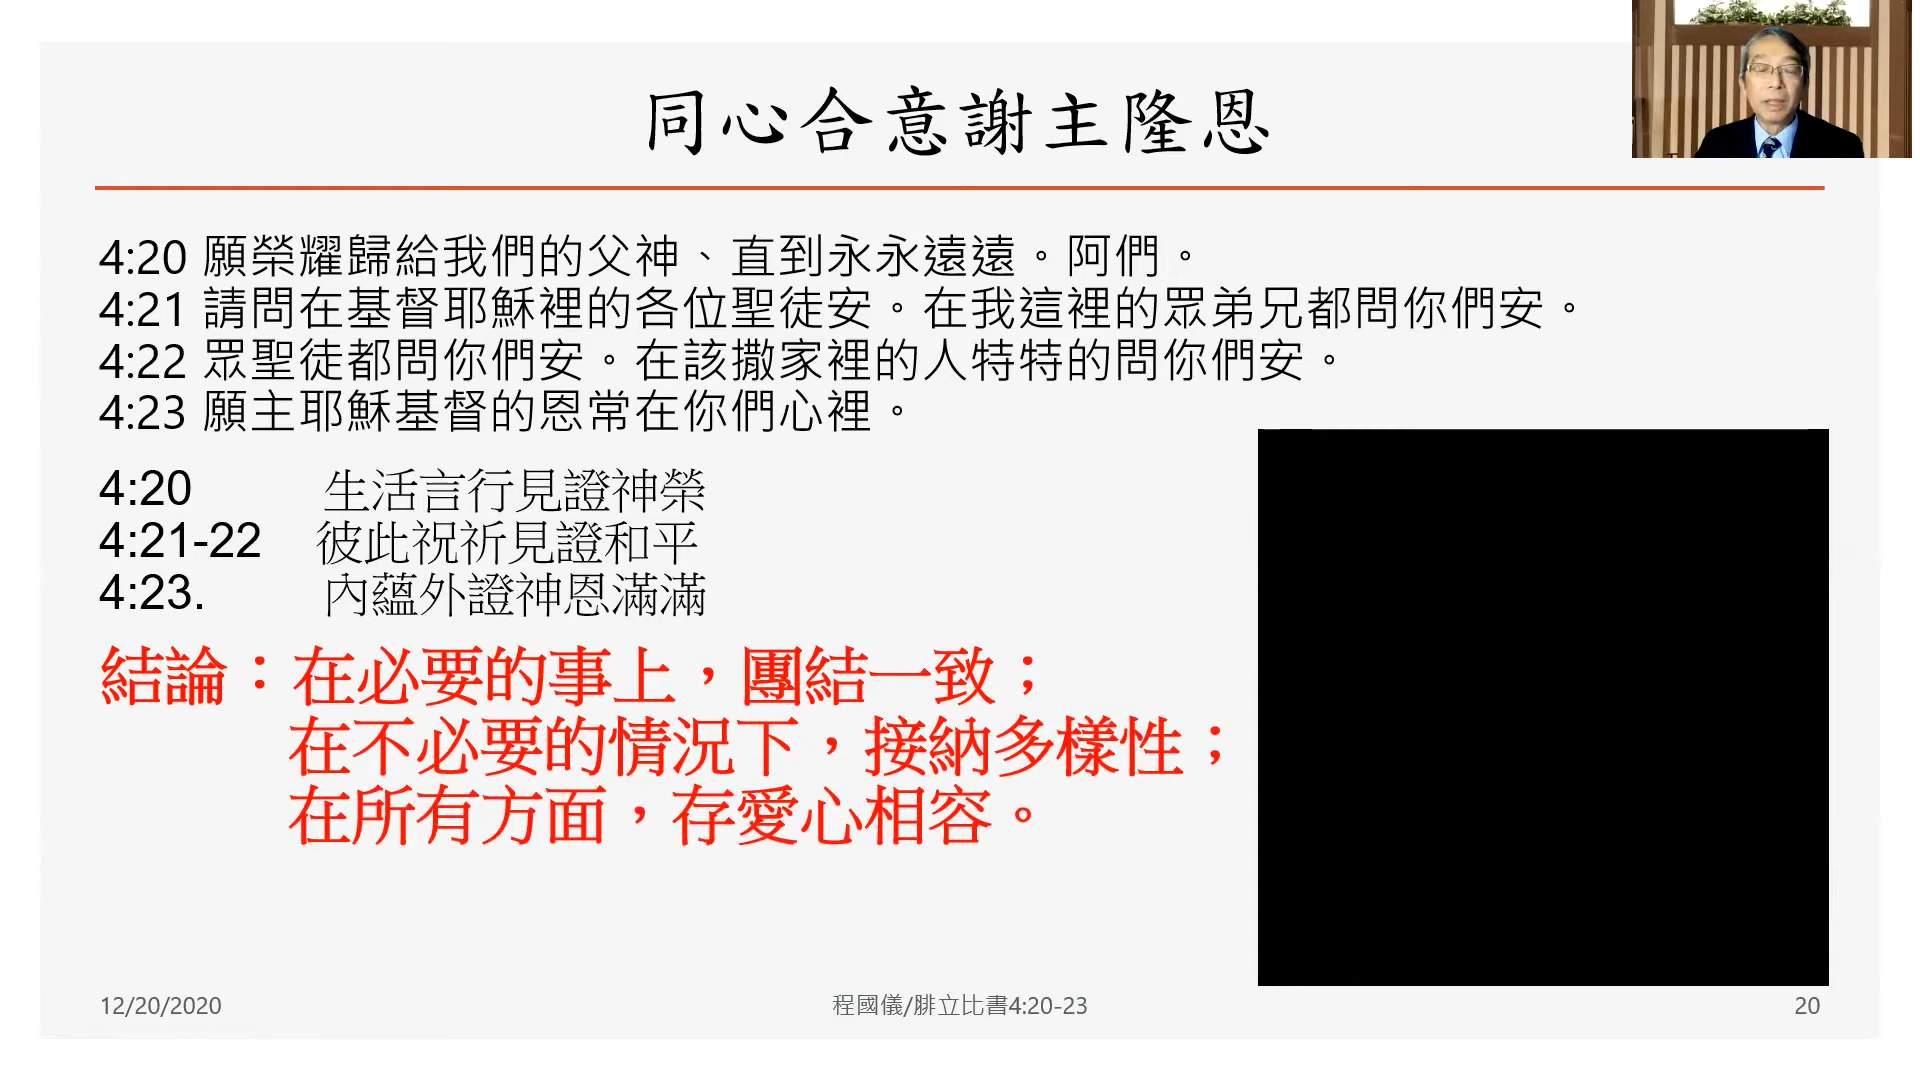 同心合意謝主隆恩
4:20 願榮耀歸給我們的父神、直到永永遠遠。阿們。
4:21 請問在基督耶穌裡的各位聖徒安。在我這裡的眾弟兄都問你們安。
4:22 眾聖徒都問你們安。在該撒家裡的人特特的問你們安。
4:23 願主耶穌基督的恩常在你們心裡。
4:20 生活言行見證神榮
4:21-22 彼此祝祈見證和平
4:23. 內蘊外證神恩滿滿
結論：在必要的事上，團結一致；
在不必要的情況下，接納多樣性；
在所有方面，存愛心相容。
12/20/2020
程國儀/腓立比書4:20-23
20